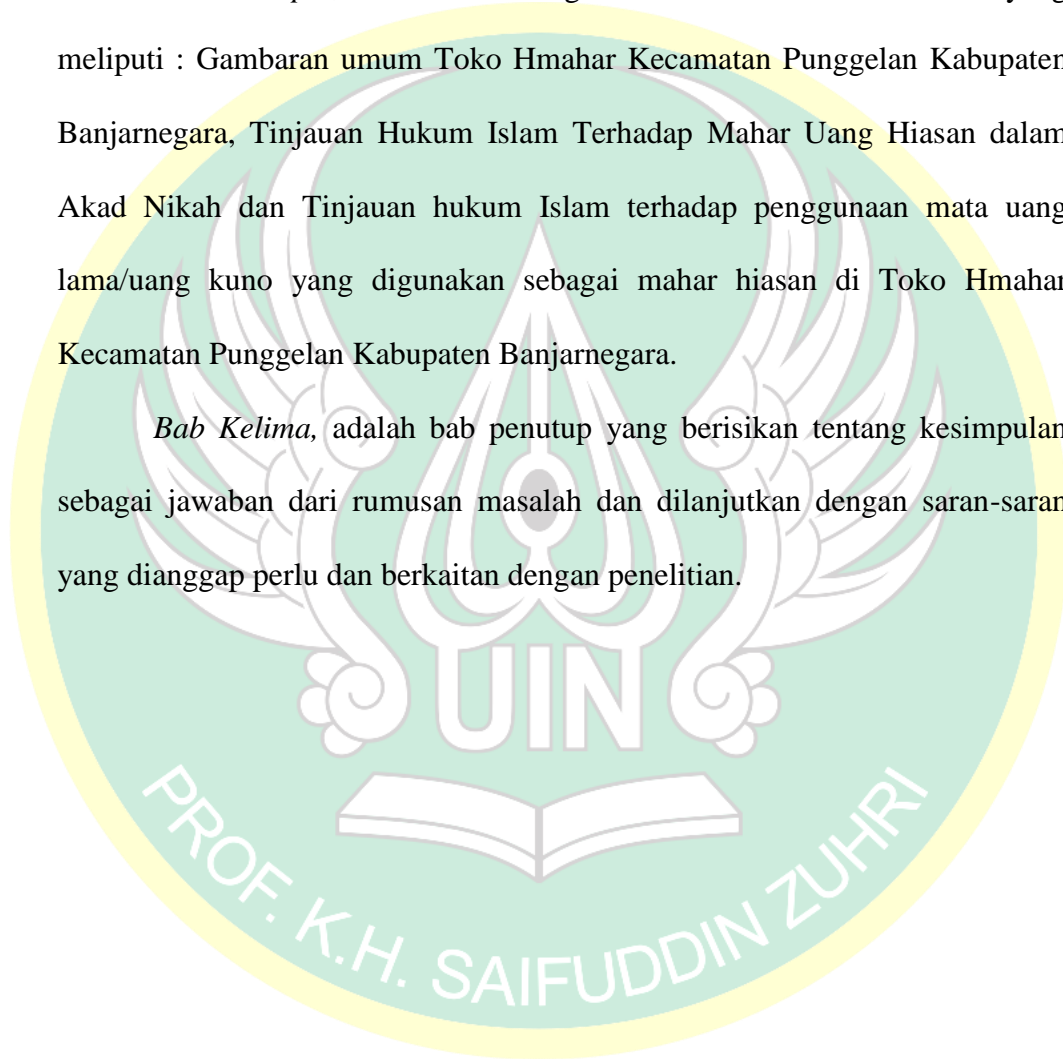 meliputi : Gambaran umum Toko Hmahar Kecamatan Punggelan Kabupaten
Banjarnegara, Tinjauan Hukum Islam Terhadap Mahar Uang Hiasan dalam
Akad Nikah dan Tinjauan hukum Islam terhadap penggunaan mata uang
lama/uang kuno yang digunakan sebagai mahar hiasan di Toko Hmahar
Kecamatan Punggelan Kabupaten Banjarnegara.
Bab Kelima, adalah bab penutup yang berisikan tentang kesimpulan
sebagai jawaban dari rumusan masalah dan dilanjutkan dengan saran-saran
yang dianggap perlu dan berkaitan dengan penelitian.
UIN
PROF. K.H. SAIFUDDIN ZUHRI